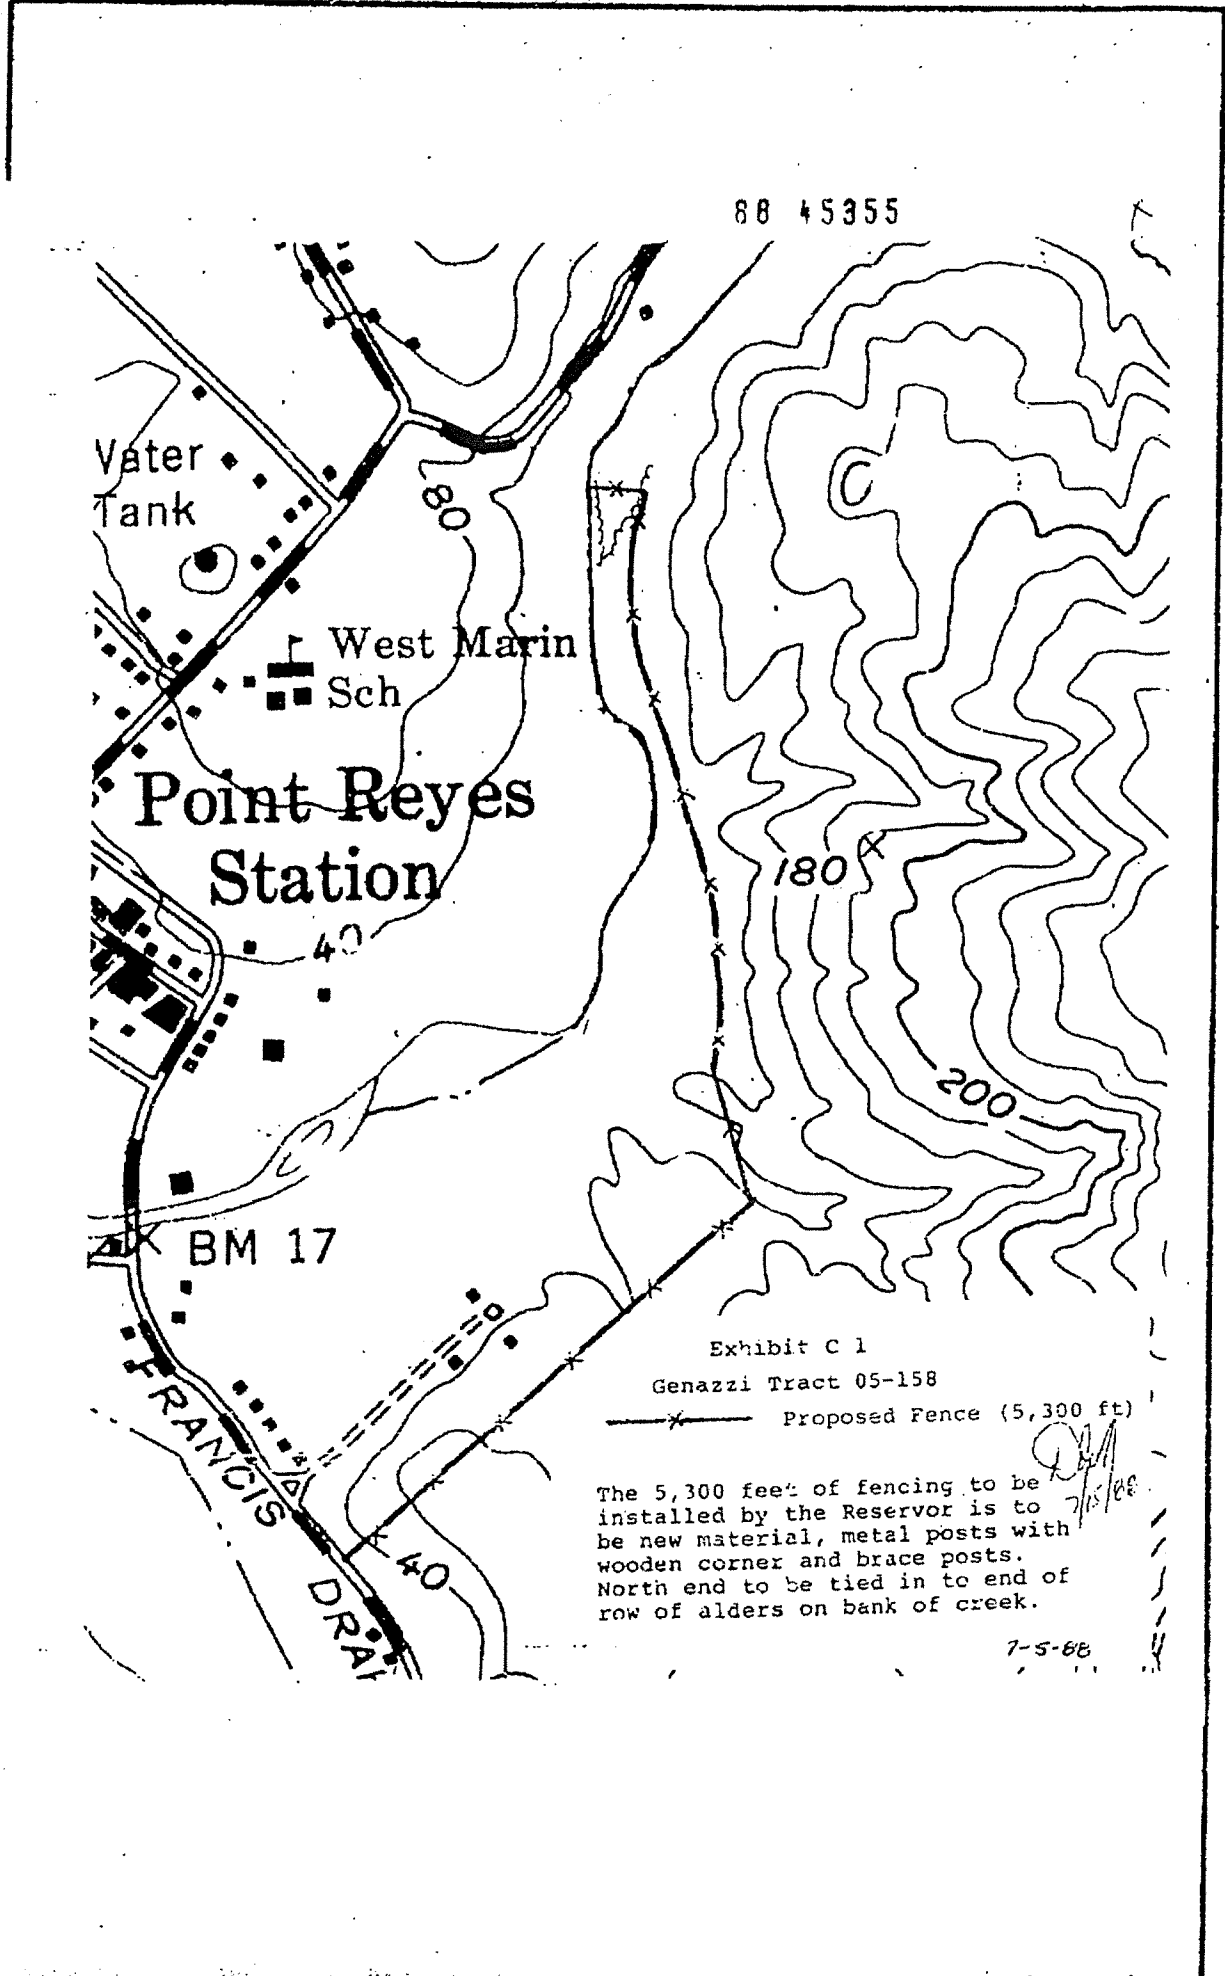 88 45355
Vater
Tank
80
West Marin
Sch
Point Reyes
Station
180
40
200
BM 17
Exhibit C 1
Genazzi Tract 05-158
Proposed Fence (5,300 ft)
FRANCIS
7/15/88
The 5,300 feet of fencing to be
installed by the Reservor is to
be new material, metal posts with
wooden corner and brace posts.
North end to be tied in to end of
row of alders on bank of creek.
40
DRA
7-5-88